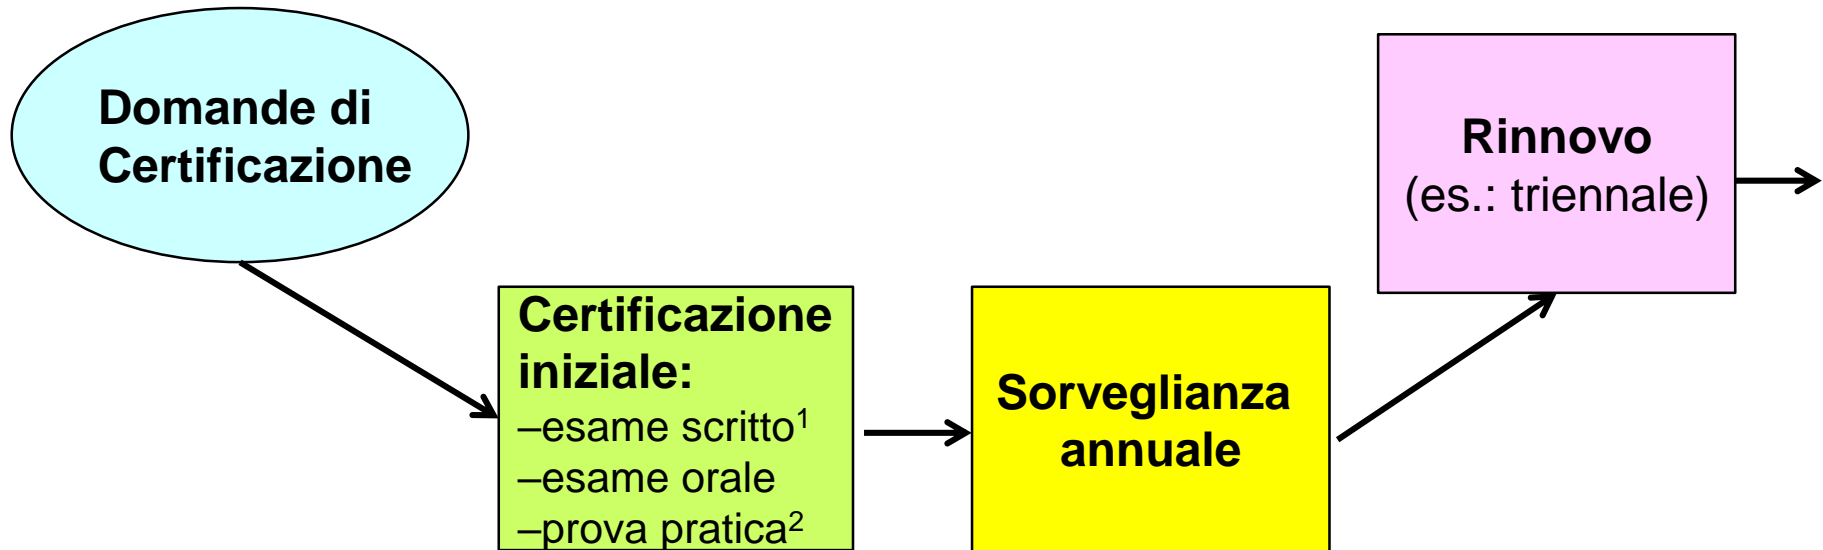 Domande di
Certificazione
Certificazione
iniziale:
–esame scritto¹
–esame orale
–prova pratica²
Sorveglianza
annuale
Rinnovo
(es.: triennale)